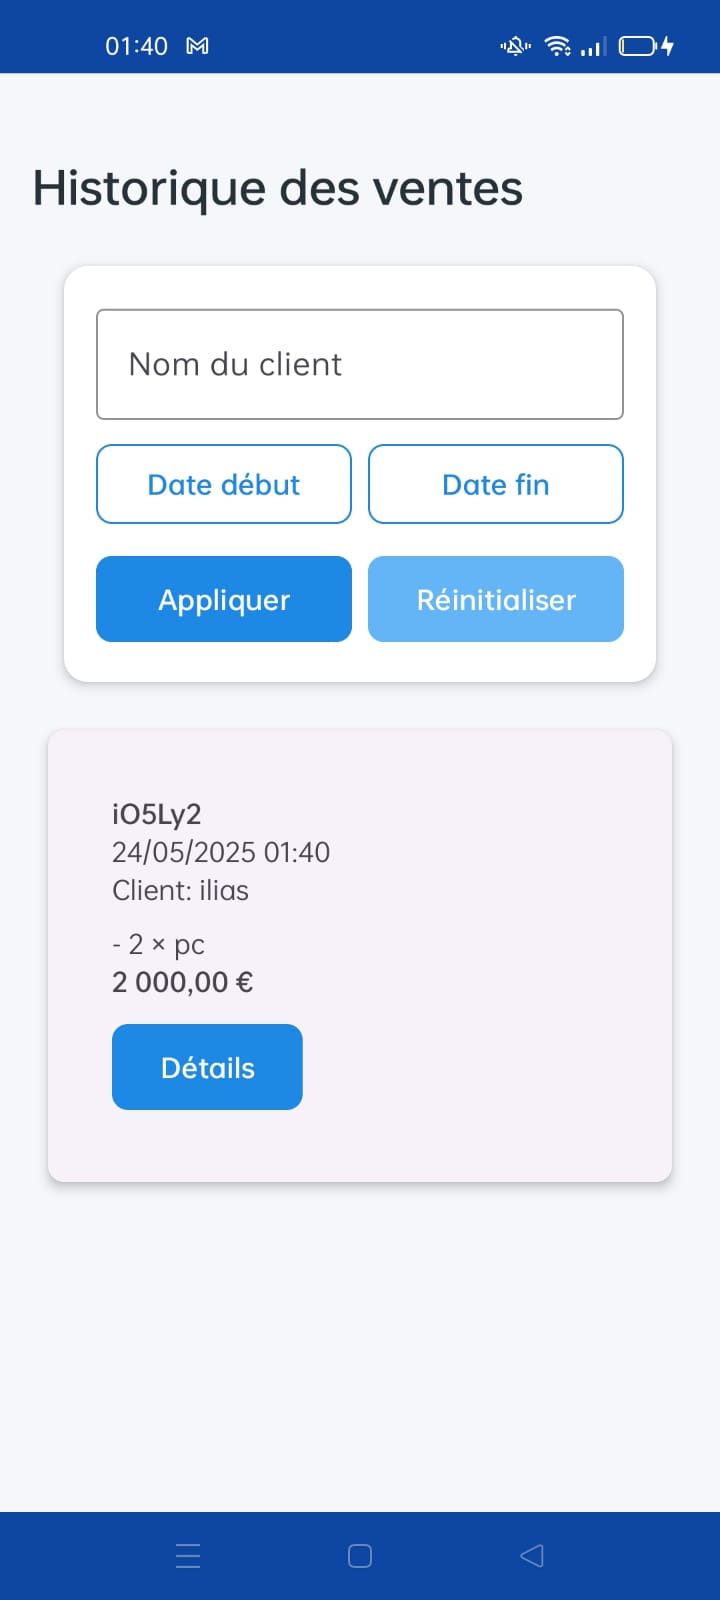 01:40
Historique des ventes
Nom du client
Date début
Date fin
Appliquer
Réinitialiser
iO5Ly2
24/05/2025 01:40
Client: ilias
- 2 × pc
2 000,00 €
Détails